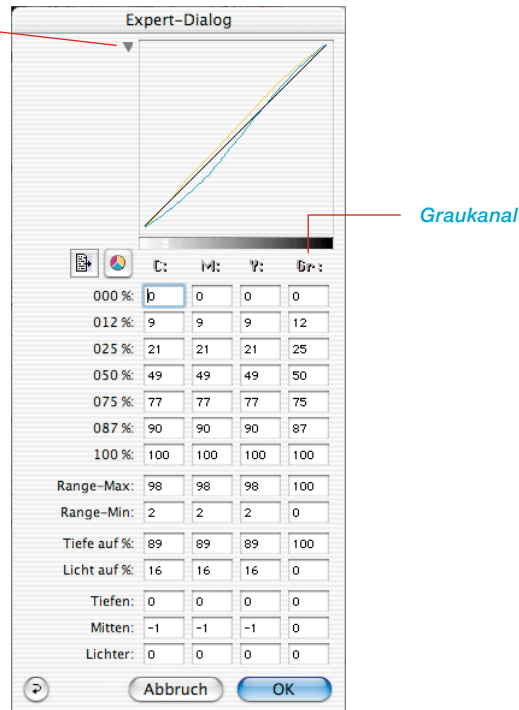 Expert-Dialog
Graukanal
C: M: Y: Gr:
000 %: 0 0 0 0
012 %: 9 9 9 12
025 %: 21 21 21 25
050 %: 49 49 49 50
075 %: 77 77 77 75
087 %: 90 90 90 87
100 %: 100 100 100 100
Range-Max: 98 98 98 100
Range-Min: 2 2 2 0
Tiefe auf %: 89 89 89 100
Licht auf %: 16 16 16 0
Tiefen: 0 0 0 0
Mitten: -1 -1 -1 0
Lichter: 0 0 0 0
Abbruch OK